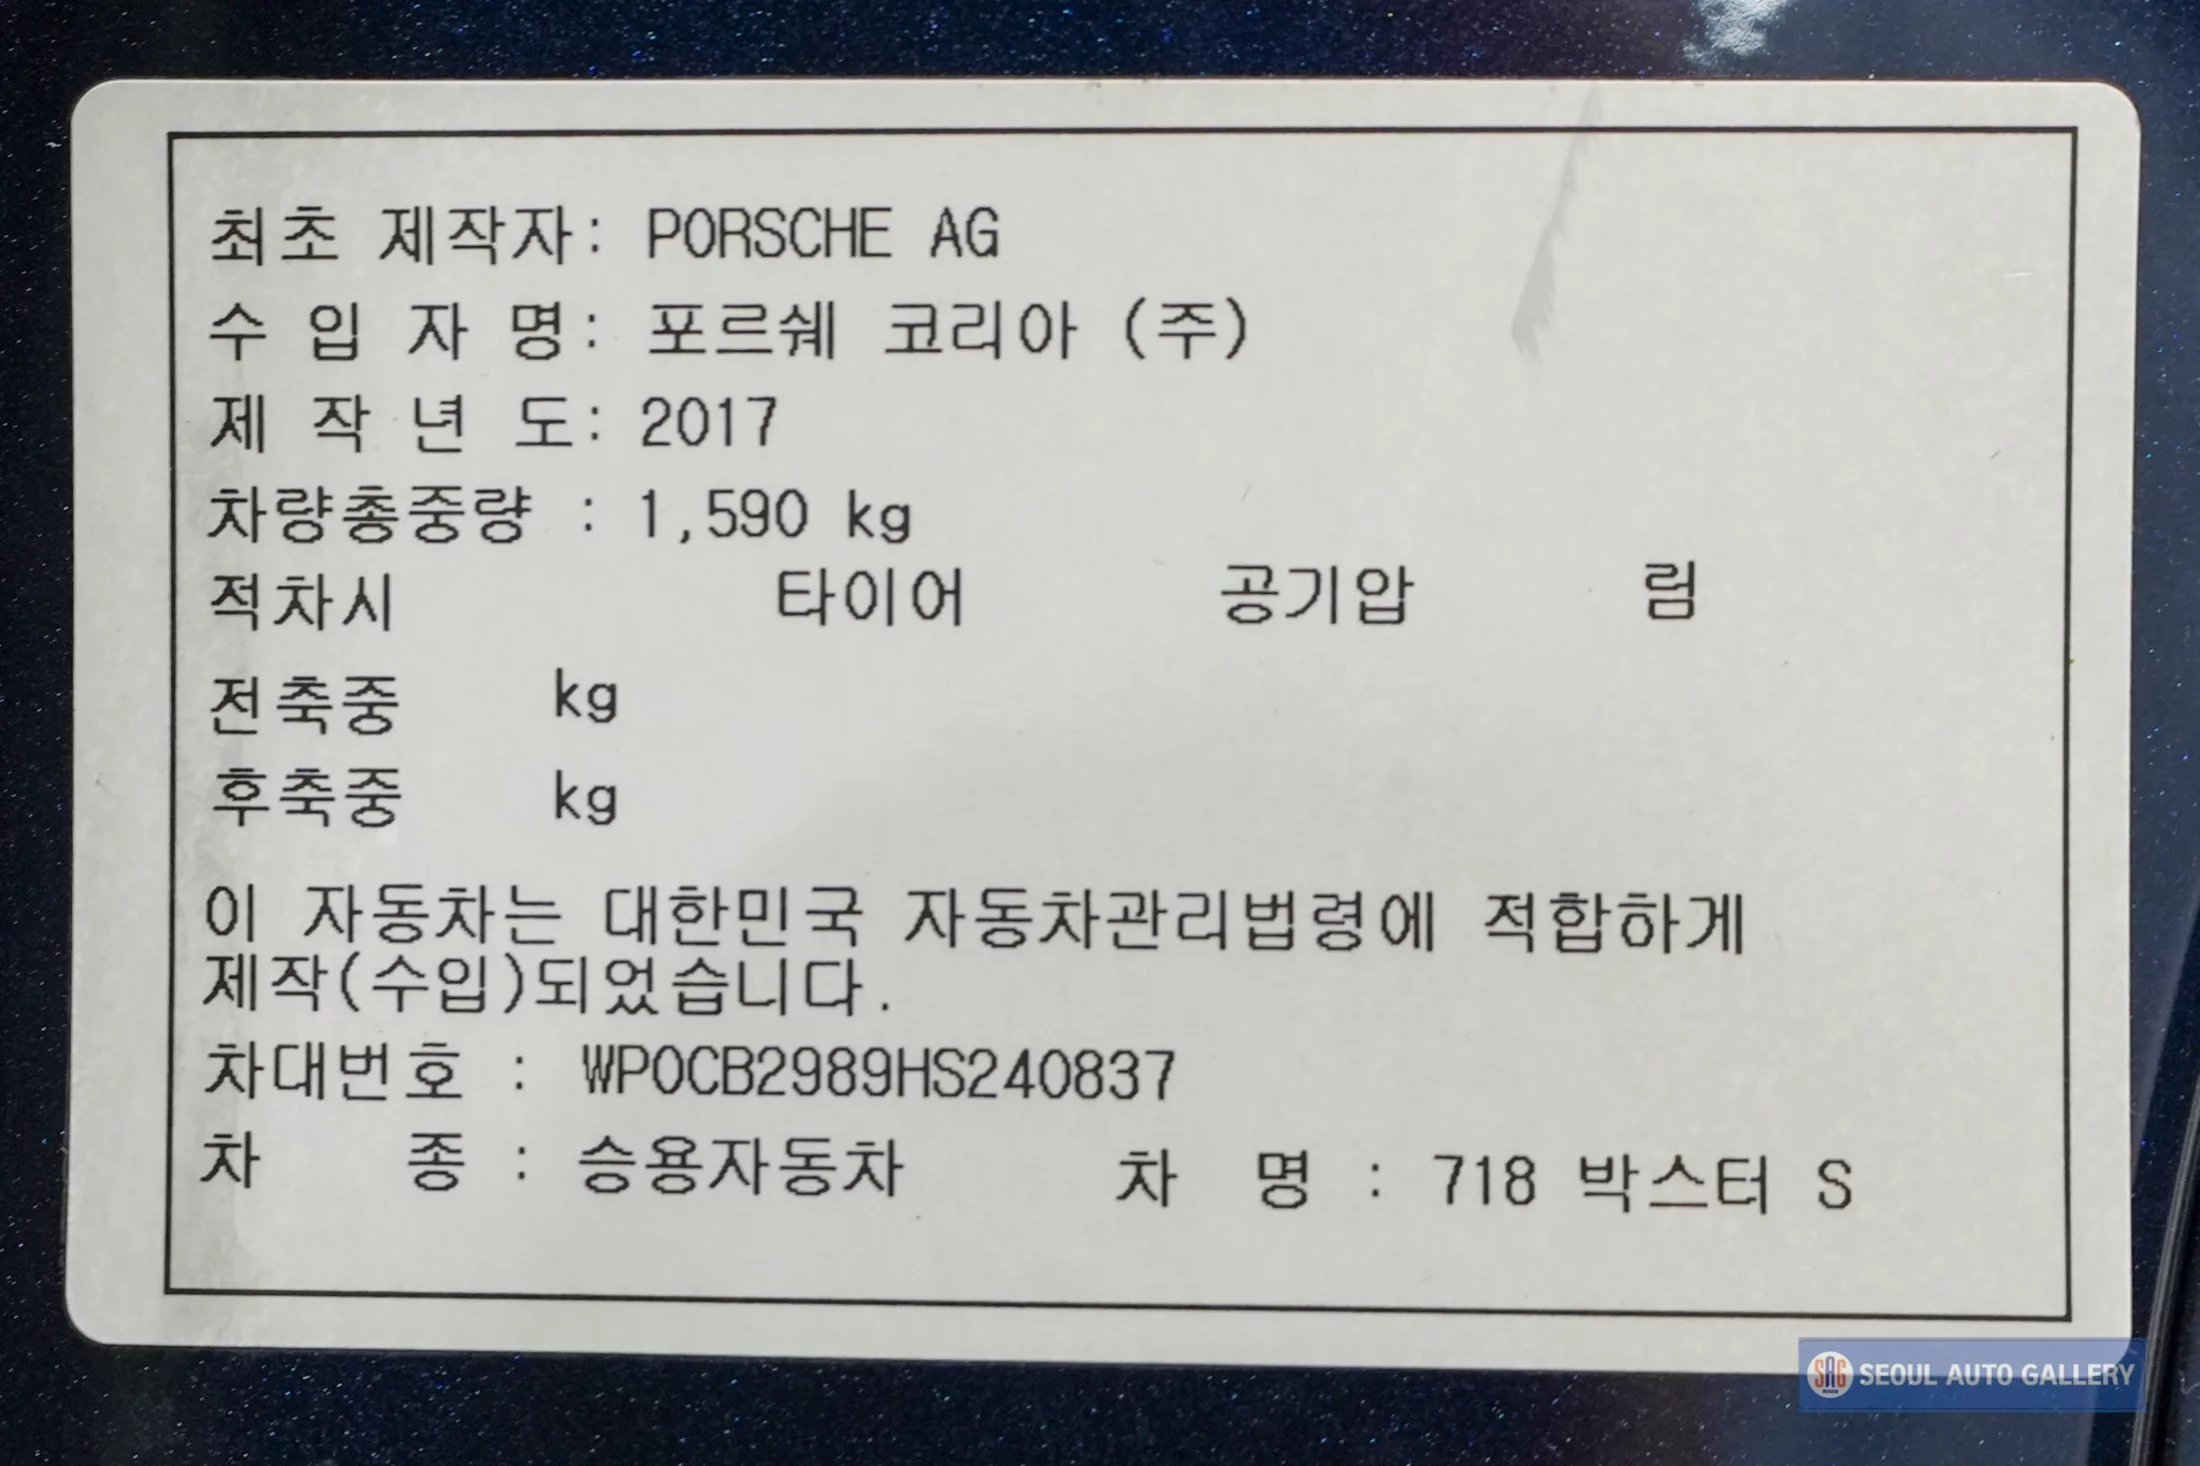 최초 제작자: PORSCHE AG
수 입 자 명: 포르쉐 코리아 (주)
제 작 년 도: 2017
차량총중량 : 1,590 kg
적차시 타이어 공기압 림
전축중 kg
후축중 kg
이 자동차는 대한민국 자동차관리법령에 적합하게
제작(수입)되었습니다.
차대번호 : WP0CB2989HS240837
차 종 : 승용자동차 차 명 : 718 박스터 S
SAG SEOUL AUTO GALLERY